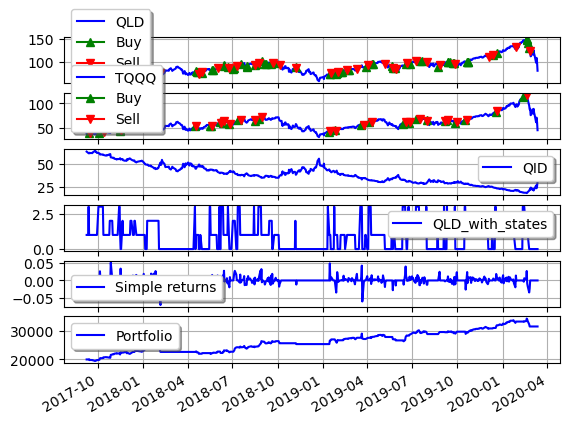 QLD
Buy
Sell
150
100
TQQQ
Buy
Sell
100
50
QID
50
25
QLD_with_states
2.5
0.0
Simple returns
0.05
0.00
−0.05
Portfolio
30000
20000
2017-10
2018-01
2018-04
2018-07
2018-10
2019-01
2019-04
2019-07
2019-10
2020-01
2020-04